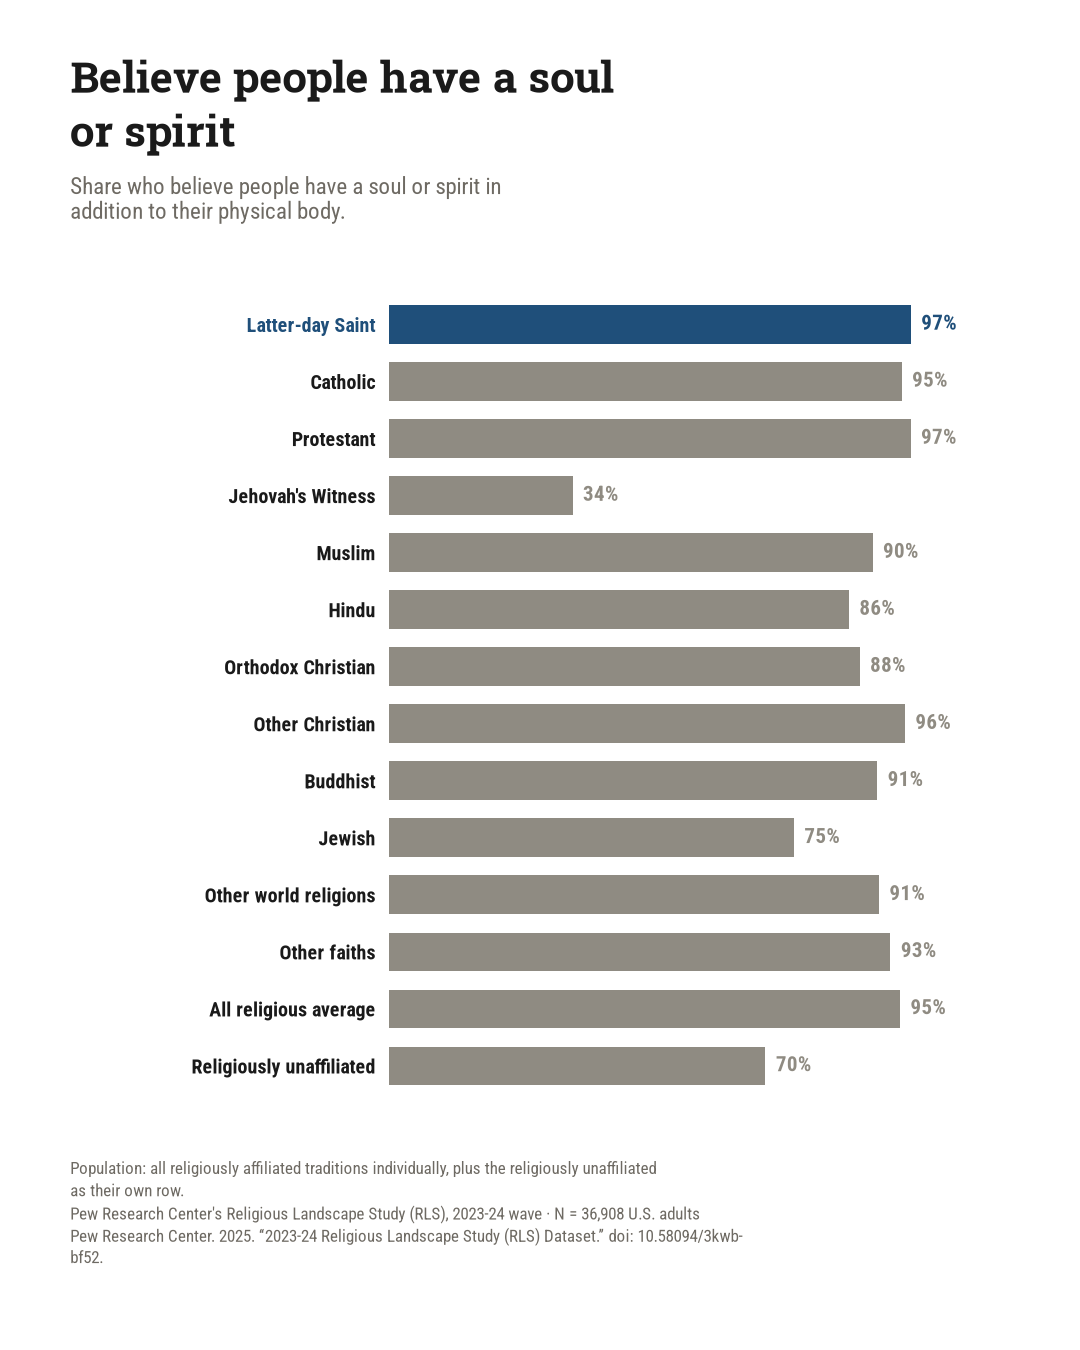 Believe people have a soul
or spirit
Share who believe people have a soul or spirit in
addition to their physical body.
Latter-day Saint 97%
Catholic 95%
Protestant 97%
Jehovah's Witness 34%
Muslim 90%
Hindu 86%
Orthodox Christian 88%
Other Christian 96%
Buddhist 91%
Jewish 75%
Other world religions 91%
Other faiths 93%
All religious average 95%
Religiously unaffiliated 70%
Population: all religiously affiliated traditions individually, plus the religiously unaffiliated
as their own row.
Pew Research Center's Religious Landscape Study (RLS), 2023-24 wave · N = 36,908 U.S. adults
Pew Research Center. 2025. “2023-24 Religious Landscape Study (RLS) Dataset.” doi: 10.58094/3kwb-
bf52.